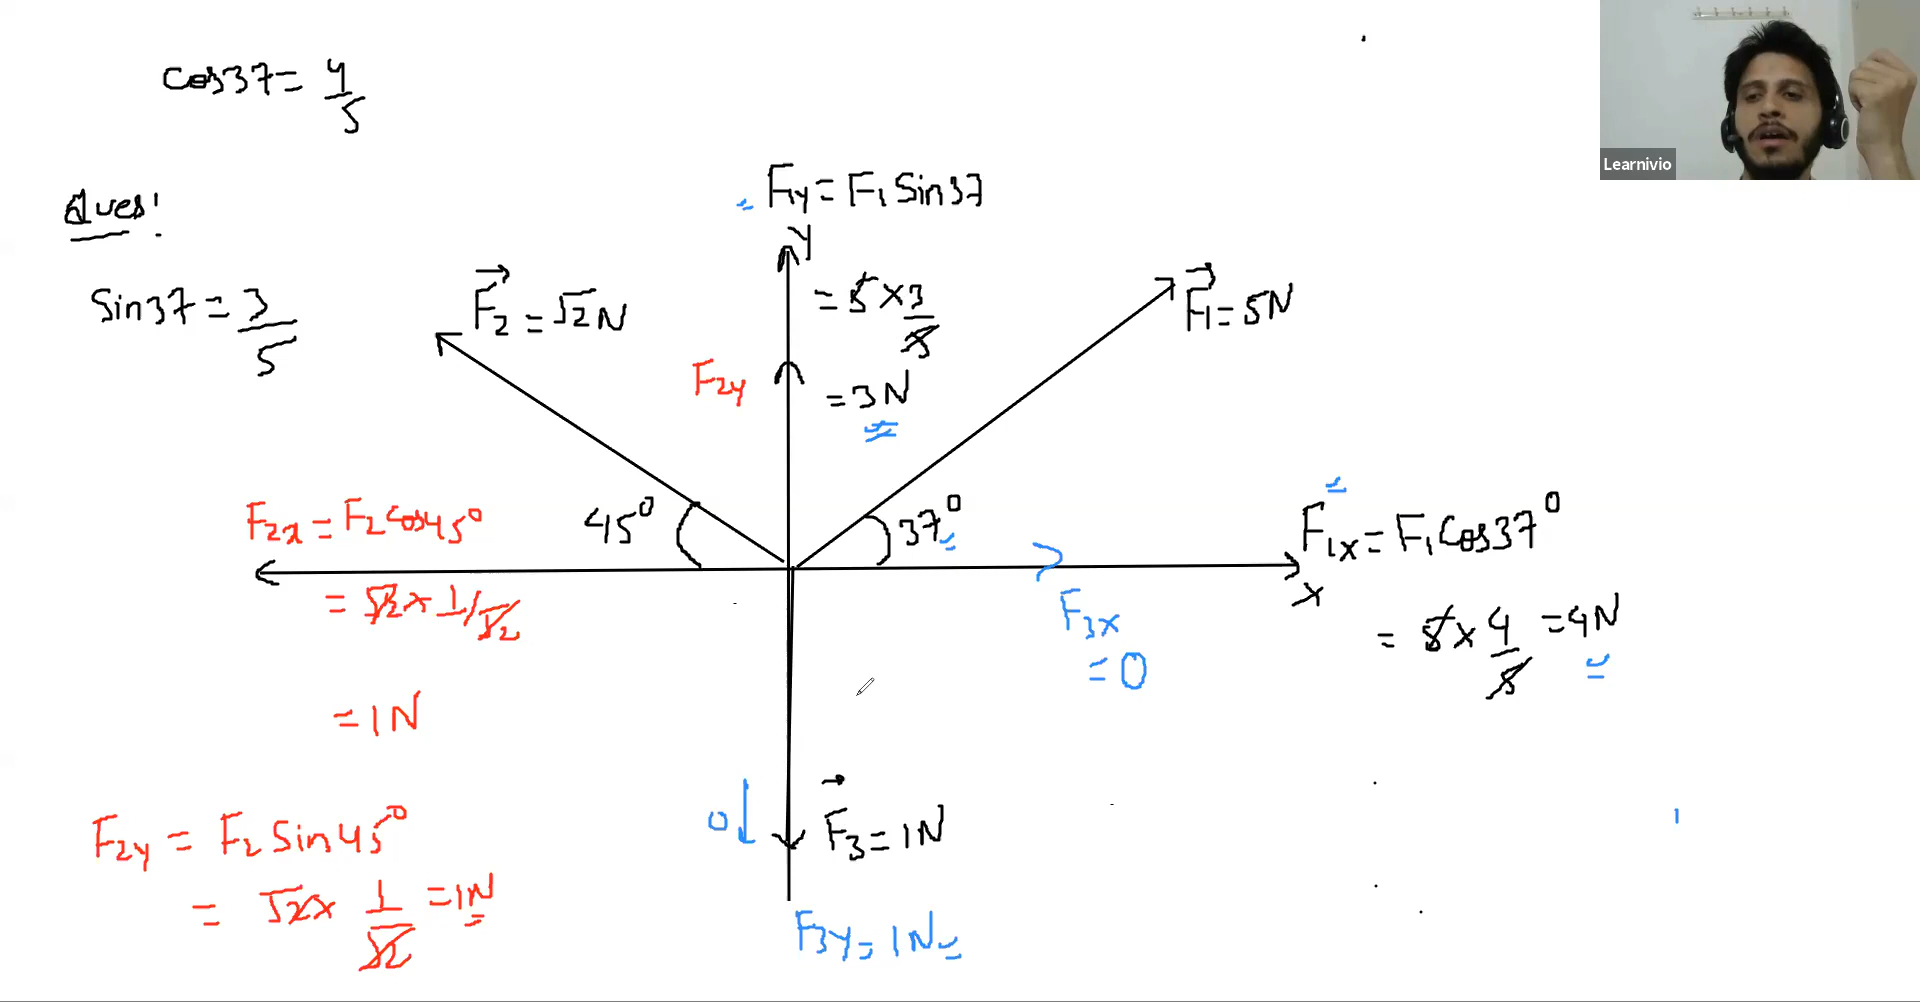 Cos37 = 4/5
Ques!
Sin37 = 3/5
F1y = F1 Sin37
y
= 5 × 3/5
= 3N
F2 = √2 N
F1 = 5N
F2y
45°
37°
F2x = F2 Cos45°
= √2 × 1/√2
= 1N
F1x = F1 Cos37°
x
= 5 × 4/5 = 4N
F3x
= 0
F2y = F2 Sin45°
= √2 × 1/√2 = 1N
0
F3 = 1N
F3y = 1N
Learnivio